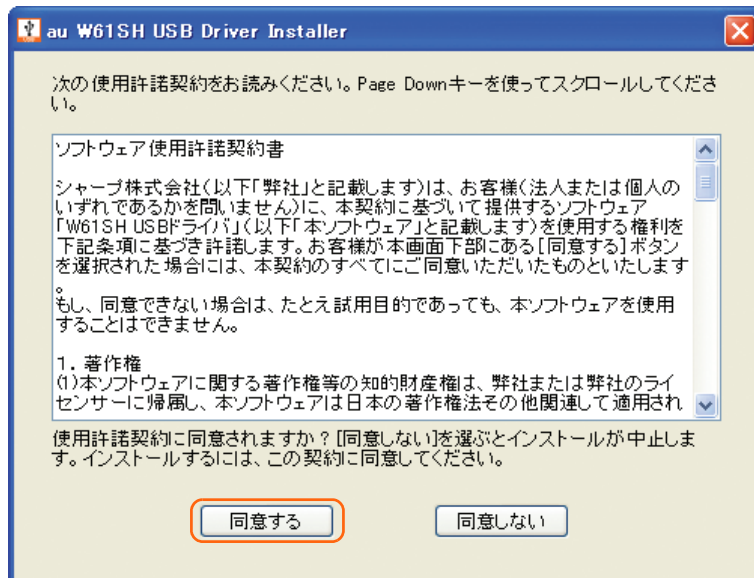 au W61SH USB Driver Installer
次の使用許諾契約をお読みください。Page Downキーを使ってスクロールしてくださ
い。
ソフトウェア使用許諾契約書
シャープ株式会社(以下「弊社」と記載します)は、お客様(法人または個人の
いずれであるかを問いません)に、本契約に基づいて提供するソフトウェア
「W61SH USBドライバ」(以下「本ソフトウェア」と記載します)を使用する権利を
下記条項に基づき許諾します。お客様が本画面下部にある[同意する]ボタン
を選択された場合には、本契約のすべてにご同意いただいたものといたします
。
もし、同意できない場合は、たとえ試用目的であっても、本ソフトウェアを使用
することはできません。
1．著作権
(1)本ソフトウェアに関する著作権等の知的財産権は、弊社または弊社のライ
センサーに帰属し、本ソフトウェアは日本の著作権法その他関連して適用され
使用許諾契約に同意されますか？[同意しない]を選ぶとインストールが中止しま
す。インストールするには、この契約に同意してください。
同意する
同意しない